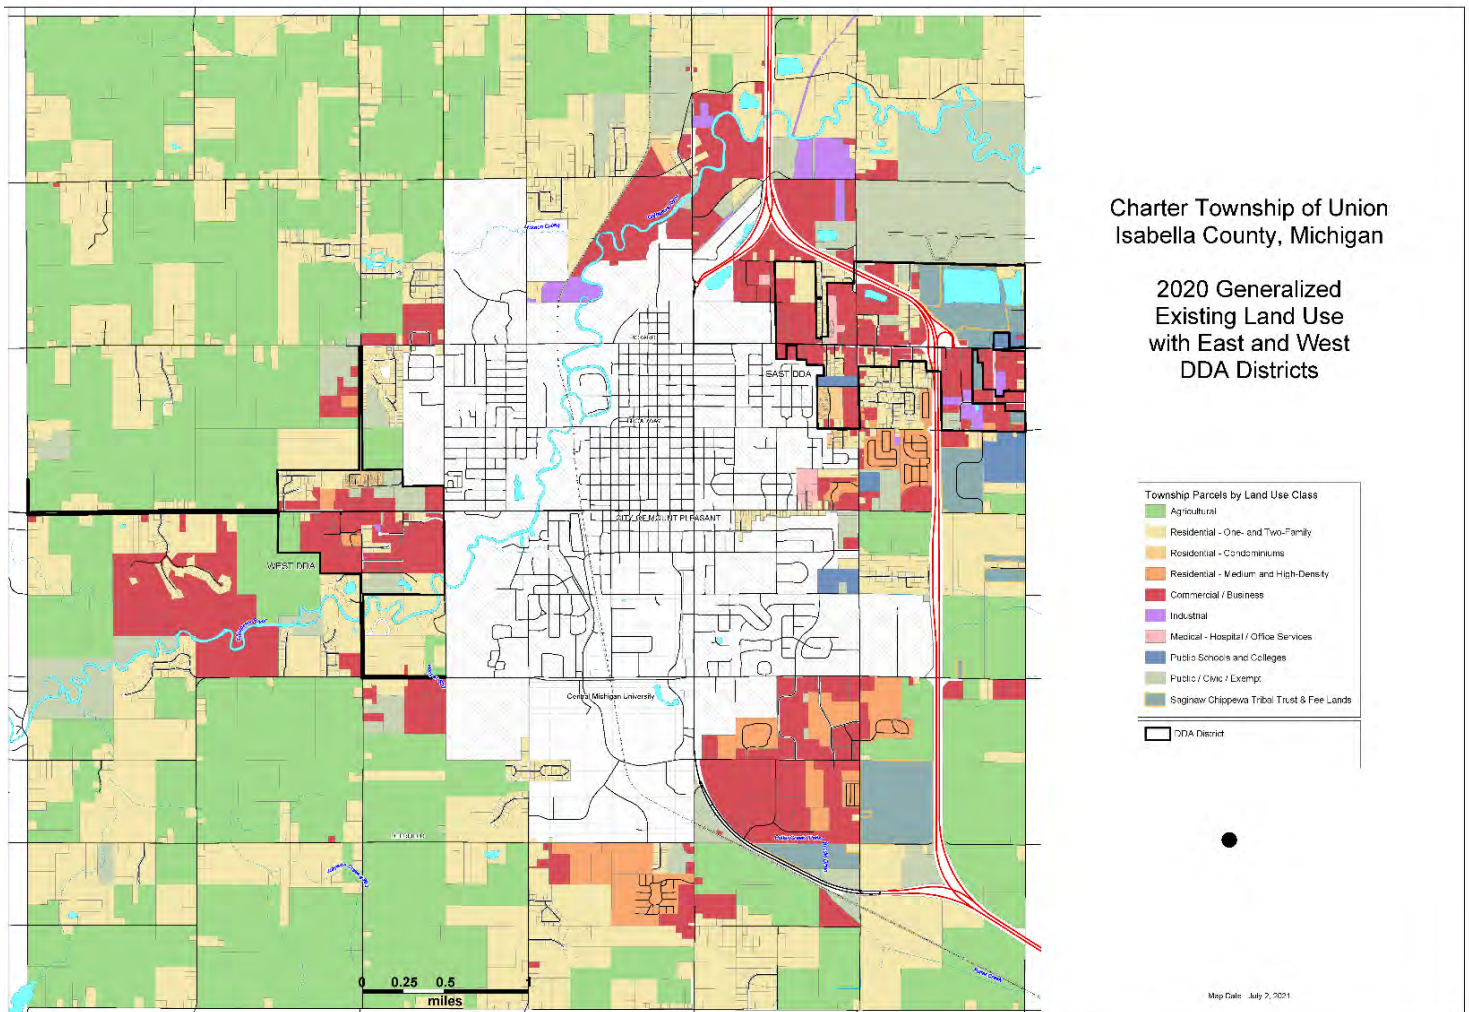 Charter Township of Union
Isabella County, Michigan
2020 Generalized
Existing Land Use
with East and West
DDA Districts
Township Parcels by Land Use Class
Agricultural
Residential - One- and Two-Family
Residential - Condominiums
Residential - Medium and High-Density
Commercial / Business
Industrial
Medical - Hospital / Office Services
Public Schools and Colleges
Public / Civic / Exempt
Saginaw Chippewa Tribal Trust & Fee Lands
DDA District
EAST DDA
CITY OF MOUNT PLEASANT
WEST DDA
Central Michigan University
0 0.25 0.5 1
miles
Map Date: July 2, 2021